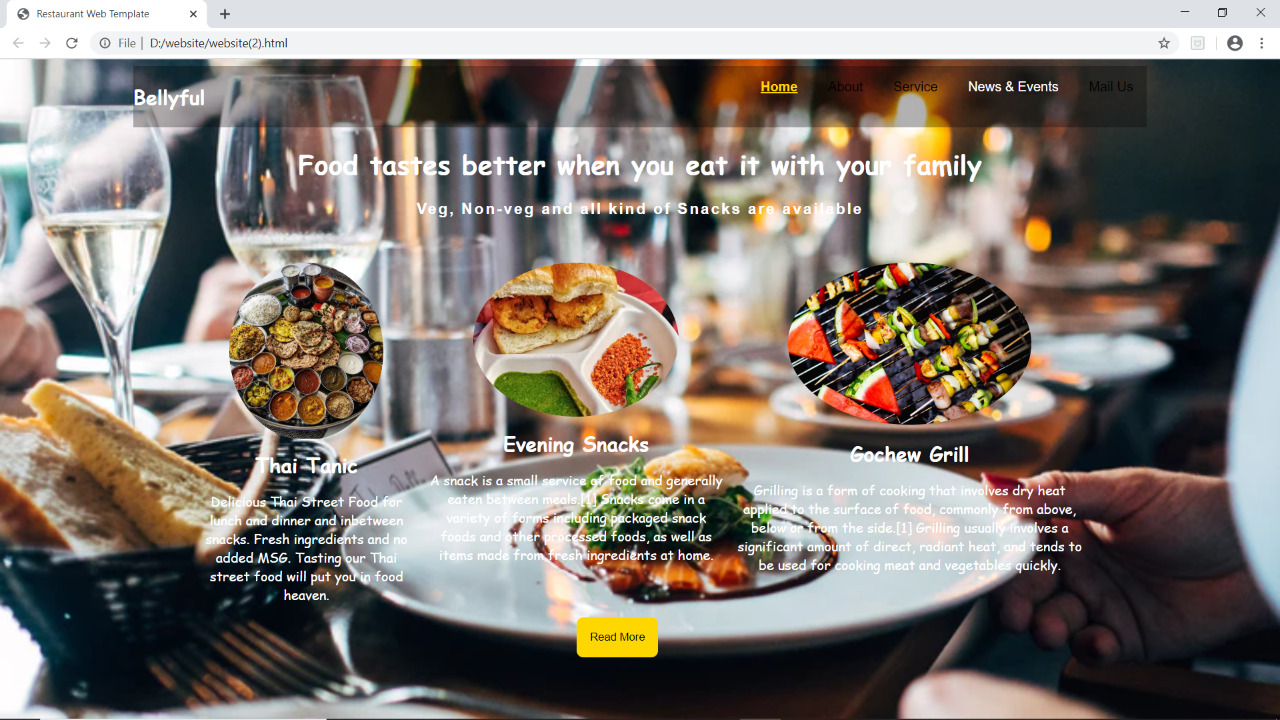 Restaurant Web Template
File | D:/website/website(2).html
Bellyful
Home About Service News & Events Mail Us
Food tastes better when you eat it with your family
Veg, Non-veg and all kind of Snacks are available
Thai Tanic
Delicious Thai Street Food for
lunch and dinner and inbetween
snacks. Fresh ingredients and no
added MSG. Tasting our Thai
street food will put you in food
heaven.
Evening Snacks
A snack is a small service of food and generally
eaten between meals.[1] Snacks come in a
variety of forms including packaged snack
foods and other processed foods, as well as
items made from fresh ingredients at home.
Gochew Grill
Grilling is a form of cooking that involves dry heat
applied to the surface of food, commonly from above,
below or from the side.[1] Grilling usually involves a
significant amount of direct, radiant heat, and tends to
be used for cooking meat and vegetables quickly.
Read More